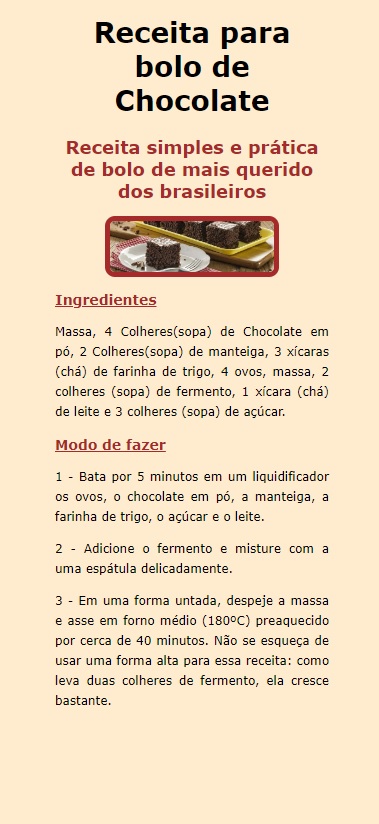 Receita para
bolo de
Chocolate
Receita simples e prática
de bolo de mais querido
dos brasileiros
Ingredientes
Massa, 4 Colheres(sopa) de Chocolate em
pó, 2 Colheres(sopa) de manteiga, 3 xícaras
(chá) de farinha de trigo, 4 ovos, massa, 2
colheres (sopa) de fermento, 1 xícara (chá)
de leite e 3 colheres (sopa) de açúcar.
Modo de fazer
1 - Bata por 5 minutos em um liquidificador
os ovos, o chocolate em pó, a manteiga, a
farinha de trigo, o açúcar e o leite.
2 - Adicione o fermento e misture com a
uma espátula delicadamente.
3 - Em uma forma untada, despeje a massa
e asse em forno médio (180ºC) preaquecido
por cerca de 40 minutos. Não se esqueça de
usar uma forma alta para essa receita: como
leva duas colheres de fermento, ela cresce
bastante.